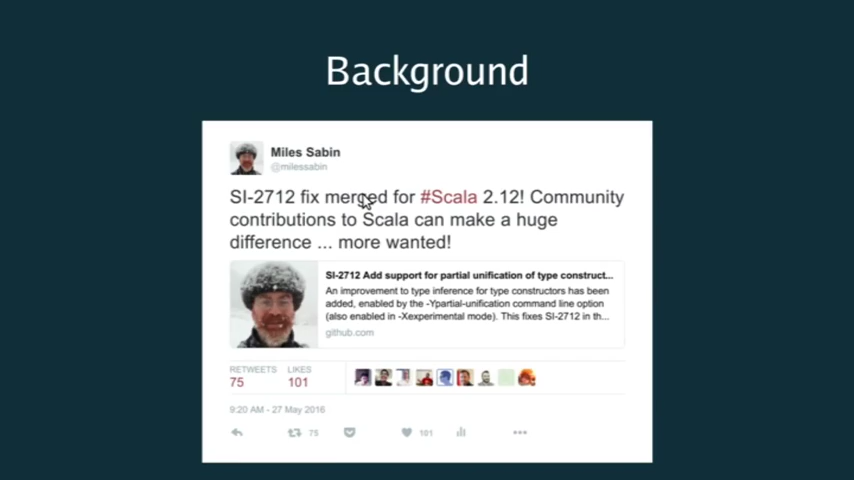 Background
Miles Sabin
@milessabin
SI-2712 fix merged for #Scala 2.12! Community
contributions to Scala can make a huge
difference ... more wanted!
SI-2712 Add support for partial unification of type construct...
An improvement to type inference for type constructors has been
added, enabled by the -Ypartial-unification command line option
(also enabled in -Xexperimental mode). This fixes SI-2712 in th...
github.com
RETWEETS LIKES
75 101
9:20 AM - 27 May 2016
75 101